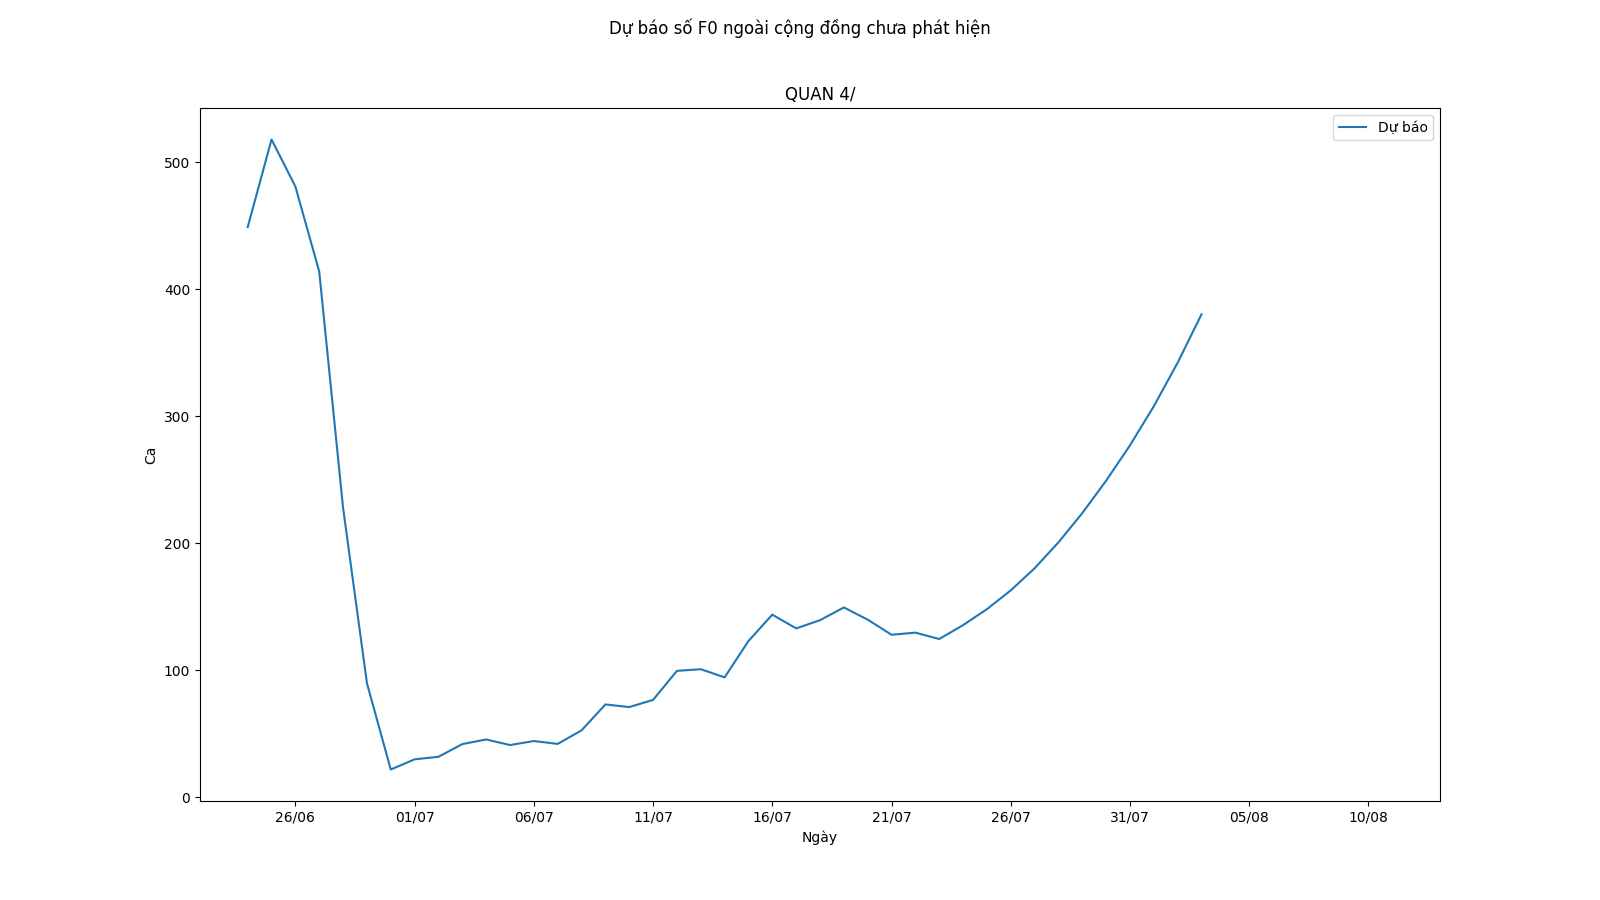 Dự báo số F0 ngoài cộng đồng chưa phát hiện
QUAN 4/
Dự báo
500
400
300
200
100
0
Ca
26/06 01/07 06/07 11/07 16/07 21/07 26/07 31/07 05/08 10/08
Ngày